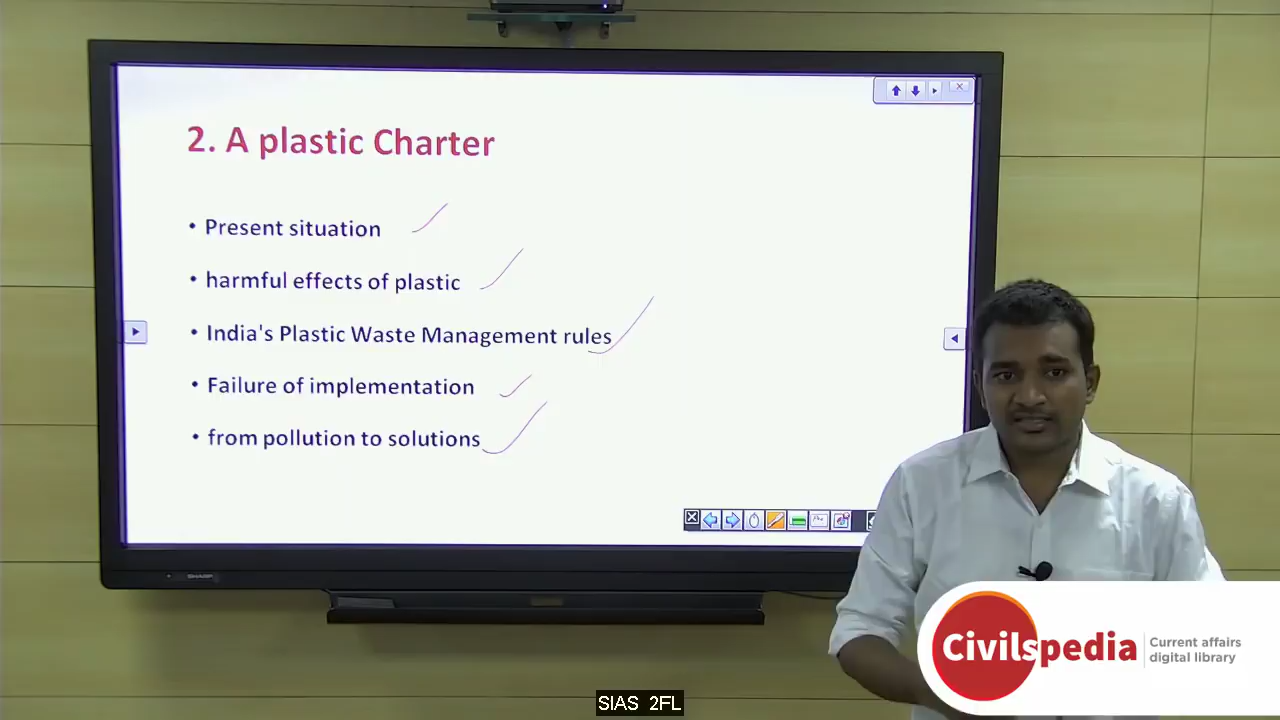 2. A plastic Charter
• Present situation
• harmful effects of plastic
• India's Plastic Waste Management rules
• Failure of implementation
• from pollution to solutions
SHARP
Civilspedia
Current affairs
digital library
SIAS 2FL